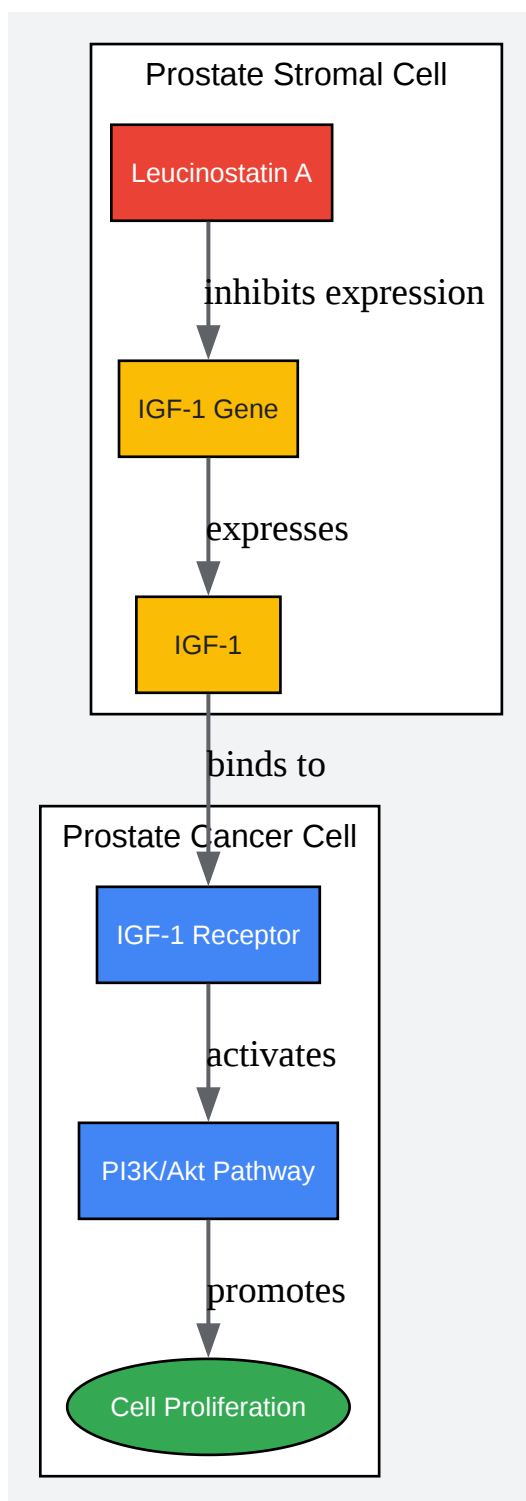 Prostate Stromal Cell
Leucinostatin A
inhibits expression
IGF-1 Gene
expresses
IGF-1
binds to
Prostate Cancer Cell
IGF-1 Receptor
activates
PI3K/Akt Pathway
promotes
Cell Proliferation